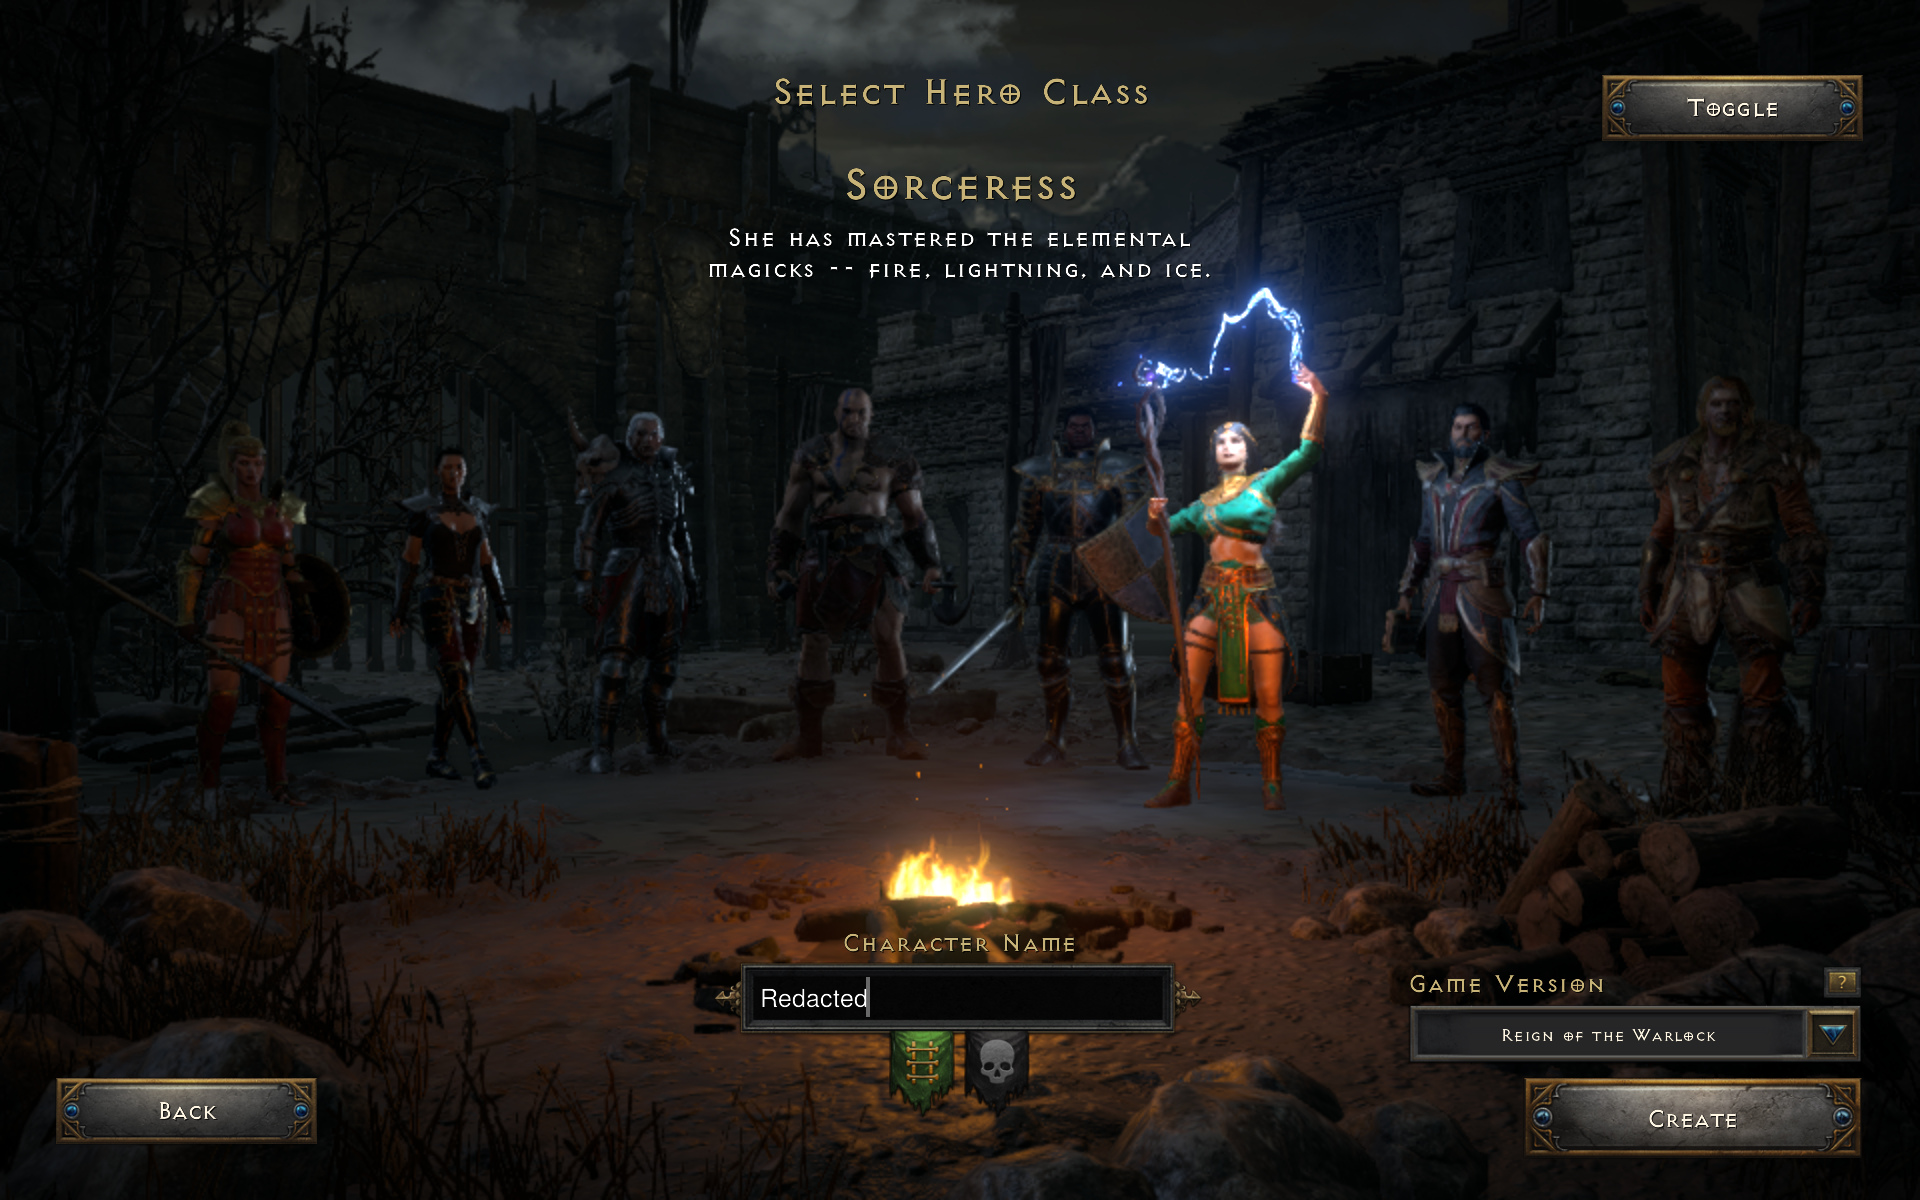 Select Hero Class
Toggle
Sorceress
She has mastered the elemental
magicks -- fire, lightning, and ice.
Character Name
Redacted
Game Version
?
Reign of the Warlock
Back
Create